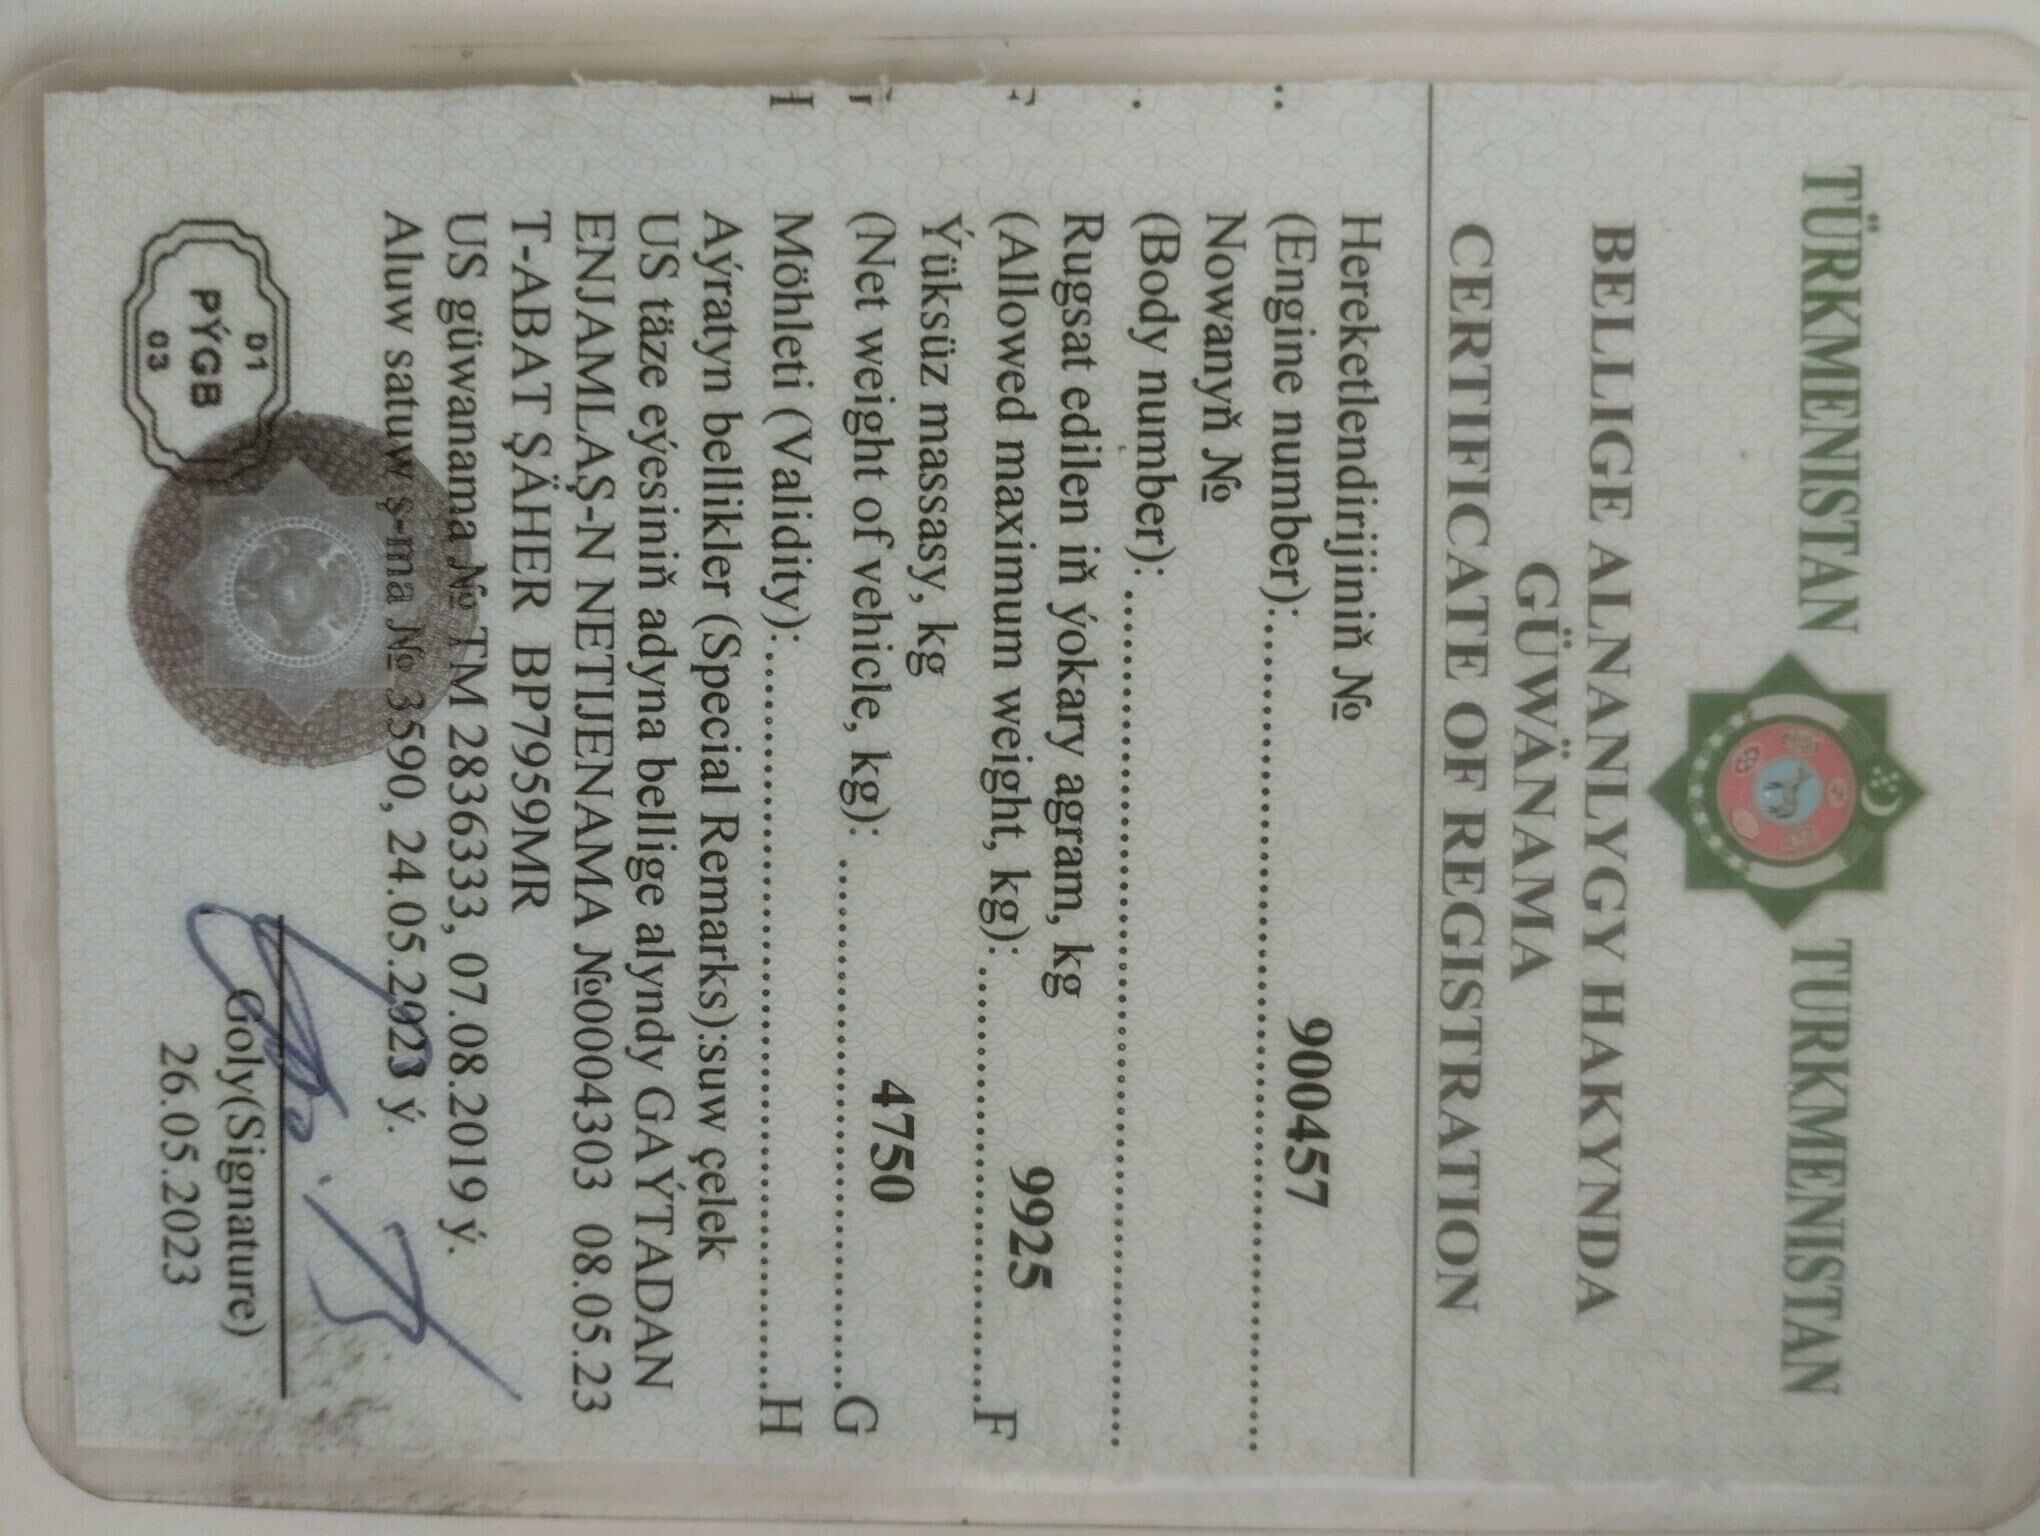 TÜRKMENISTAN TURKMENISTAN
BELLIGE ALNANLYGY HAKYNDA
GÜWÄNAMA
CERTIFICATE OF REGISTRATION
Hereketlendirijiniň №
(Engine number):..........900457..........
Nowanyň №
(Body number): ....................
Rugsat edilen iň ýokary agram, kg
(Allowed maximum weight, kg): ..........9925..........F
Ýüksüz massasy, kg
(Net weight of vehicle, kg): ..........4750..........G
Möhleti (Validity):....................H
Aýratyn bellikler (Special Remarks):suw çelek
US täze eýesiniň adyna bellige alyndy GAÝTADAN
ENJAMLAŞ-N NETIJENAMA №0004303 08.05.23
T-ABAT ŞÄHER BP7959MR
US güwanama № TM 2836333, 07.08.2019 ý.
Aluw satuw ş-ma № 3590, 24.05.2023 ý.
Goly(Signature)
26.05.2023
01
PÝGB
03